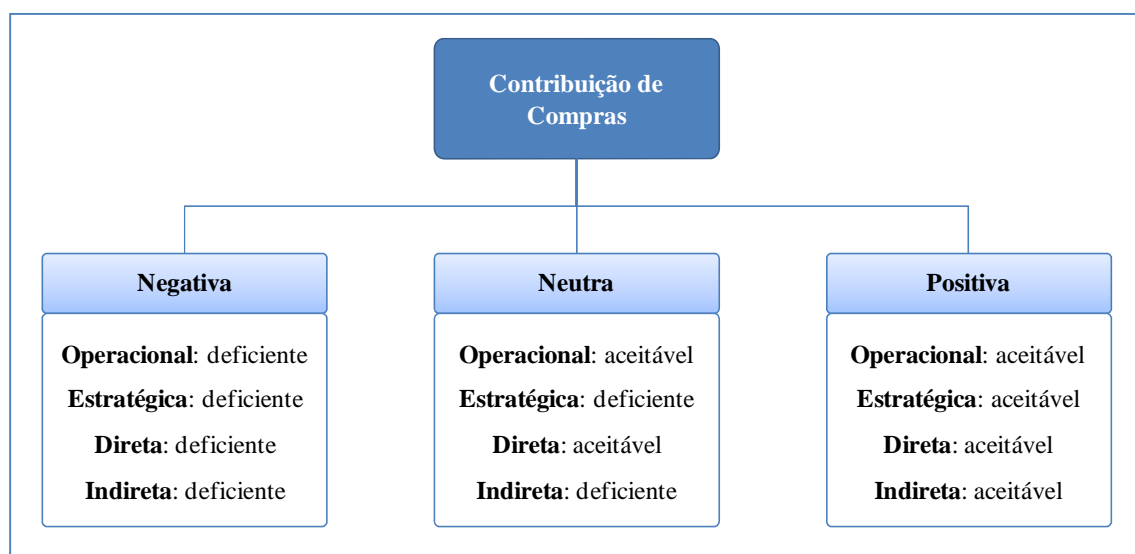 Contribuição de
Compras
Negativa
Operacional: deficiente
Estratégica: deficiente
Direta: deficiente
Indireta: deficiente
Neutra
Operacional: aceitável
Estratégica: deficiente
Direta: aceitável
Indireta: deficiente
Positiva
Operacional: aceitável
Estratégica: aceitável
Direta: aceitável
Indireta: aceitável